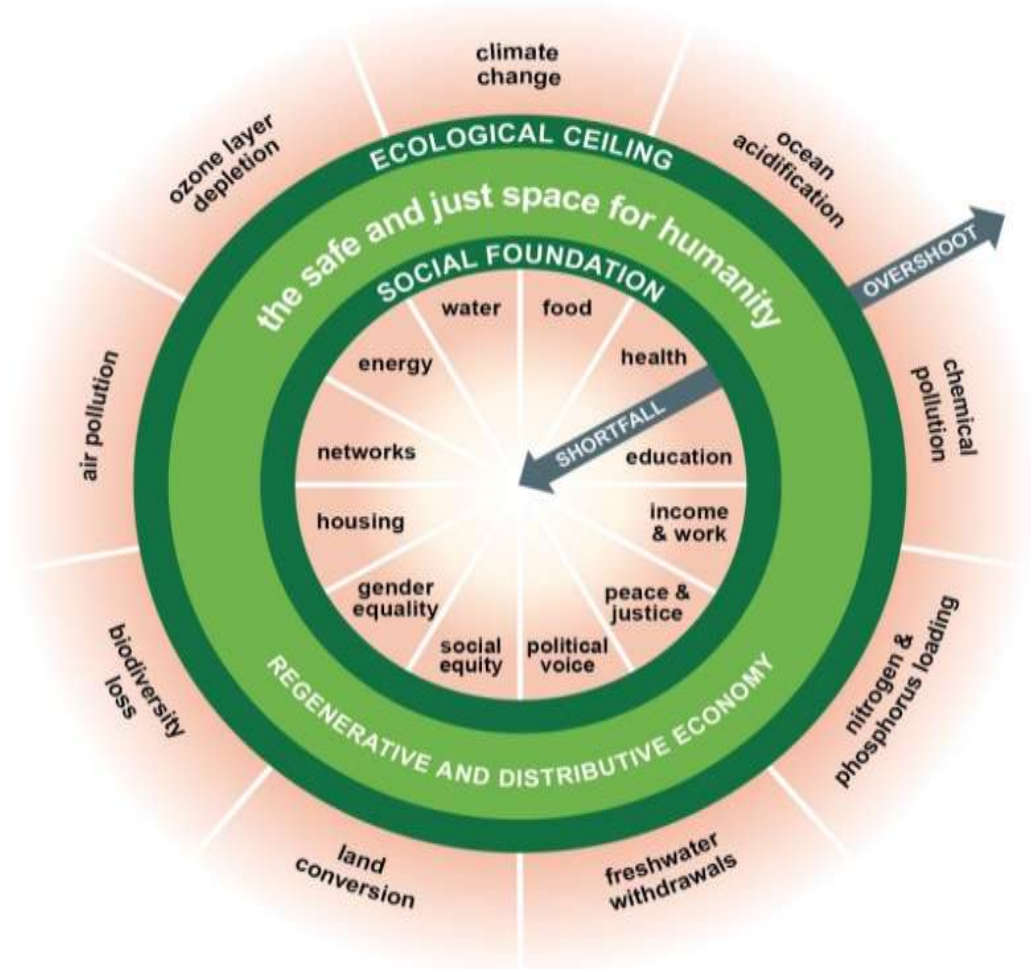 climate
change
ozone layer
depletion
ocean
acidification
ECOLOGICAL CEILING
the safe and just space for humanity
SOCIAL FOUNDATION
OVERSHOOT
water
food
energy
health
SHORTFALL
air pollution
chemical
pollution
networks
education
housing
income
& work
gender
equality
peace &
justice
social
equity
political
voice
biodiversity
loss
nitrogen &
phosphorus loading
REGENERATIVE AND DISTRIBUTIVE ECONOMY
land
conversion
freshwater
withdrawals